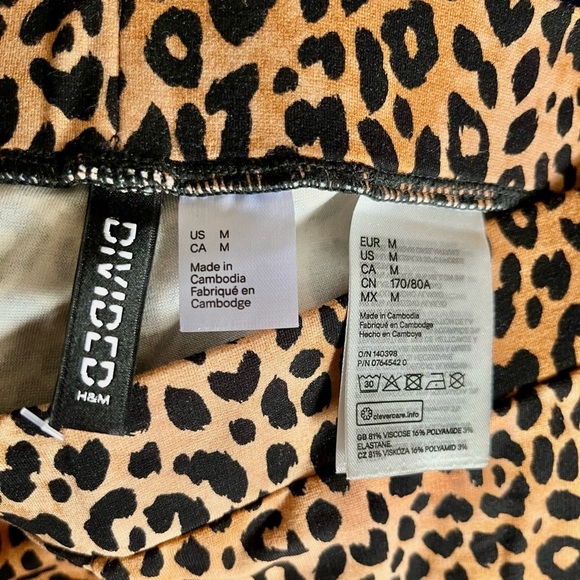 DIVIDED
H&M
US M
CA M
Made in
Cambodia
Fabriqué en
Cambodge
EUR M
US M
CA M
CN 170/80A
MX M
Made in Cambodia
Fabriqué en Cambodge
Hecho en Camboya
O/N 140398
P/N 0764542 0
30
clevercare.info
GB 81% VISCOSE 16% POLYAMIDE 3%
ELASTANE.
CZ 81% VISKÓZA 16% POLYAMID 3%